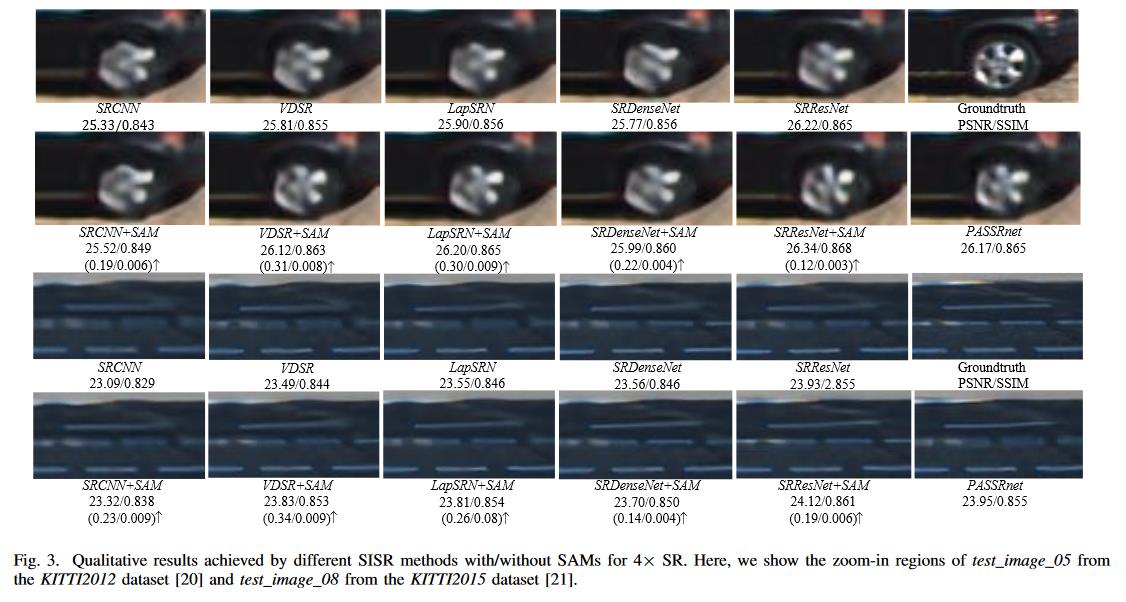 SRCNN VDSR LapSRN SRDenseNet SRResNet Groundtruth
25.33/0.843 25.81/0.855 25.90/0.856 25.77/0.856 26.22/0.865 PSNR/SSIM
SRCNN+SAM VDSR+SAM LapSRN+SAM SRDenseNet+SAM SRResNet+SAM PASSRnet
25.52/0.849 26.12/0.863 26.20/0.865 25.99/0.860 26.34/0.868 26.17/0.865
(0.19/0.006)↑ (0.31/0.008)↑ (0.30/0.009)↑ (0.22/0.004)↑ (0.12/0.003)↑
SRCNN VDSR LapSRN SRDenseNet SRResNet Groundtruth
23.09/0.829 23.49/0.844 23.55/0.846 23.56/0.846 23.93/2.855 PSNR/SSIM
SRCNN+SAM VDSR+SAM LapSRN+SAM SRDenseNet+SAM SRResNet+SAM PASSRnet
23.32/0.838 23.83/0.853 23.81/0.854 23.70/0.850 24.12/0.861 23.95/0.855
(0.23/0.009)↑ (0.34/0.009)↑ (0.26/0.08)↑ (0.14/0.004)↑ (0.19/0.006)↑
Fig. 3. Qualitative results achieved by different SISR methods with/without SAMs for 4× SR. Here, we show the zoom-in regions of test_image_05 from
the KITTI2012 dataset [20] and test_image_08 from the KITTI2015 dataset [21].